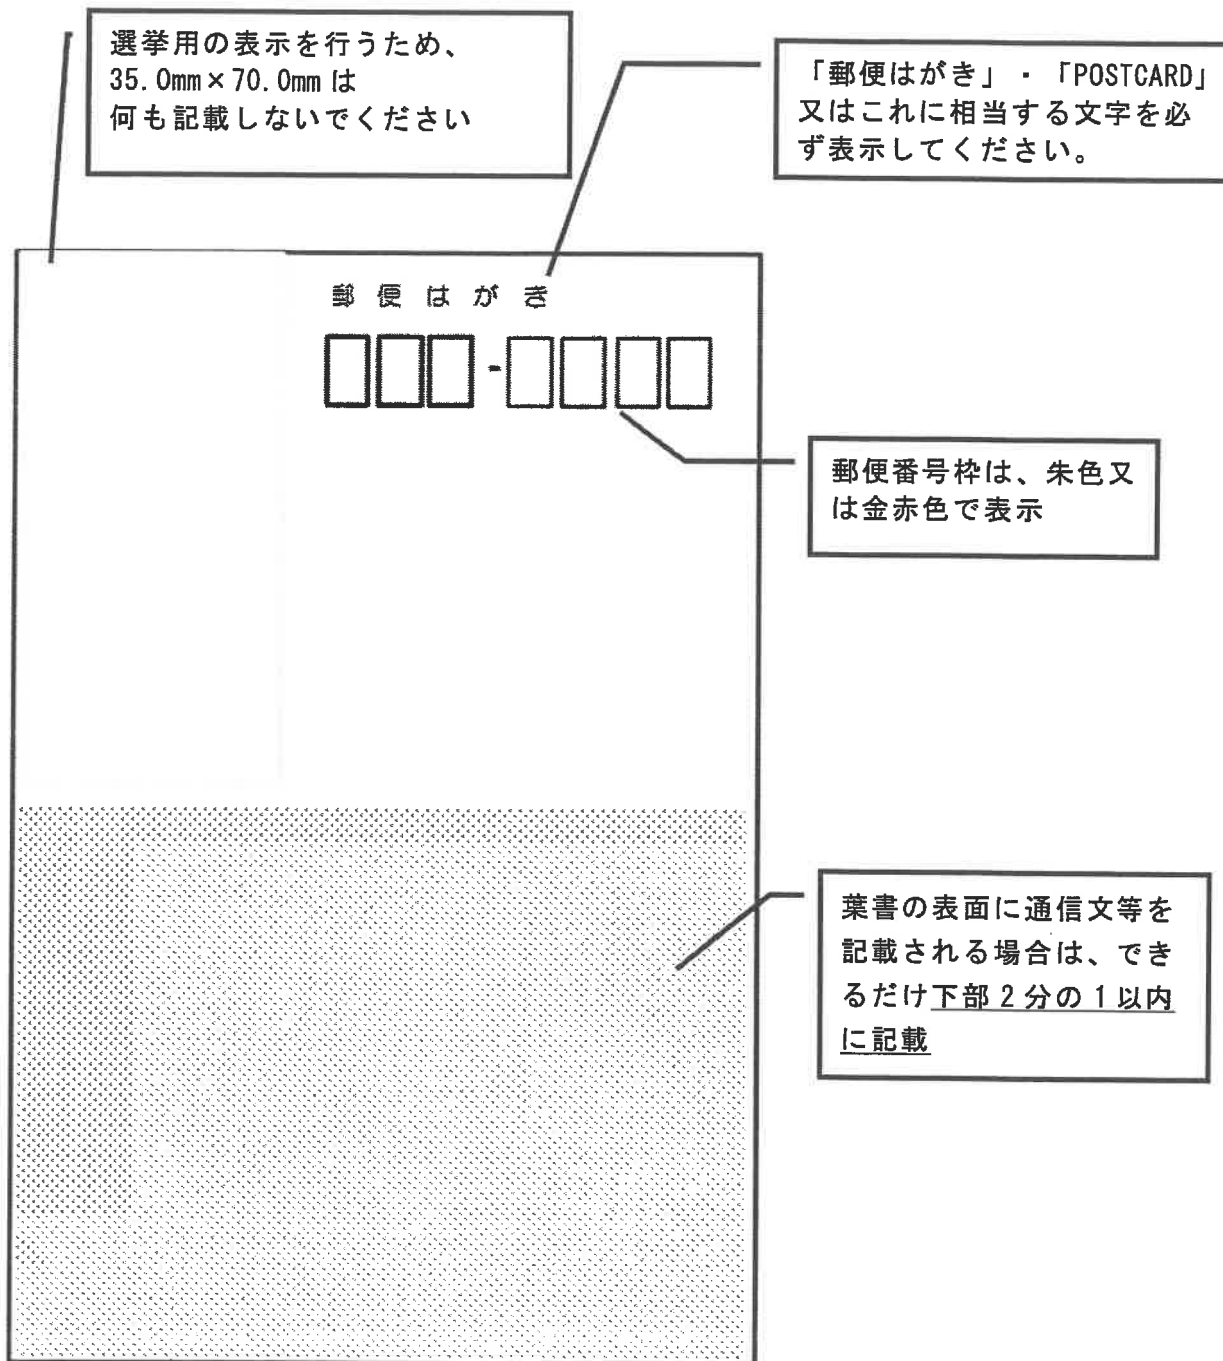 選挙用の表示を行うため、
35.0mm×70.0mmは
何も記載しないでください
「郵便はがき」・「POSTCARD」
又はこれに相当する文字を必
ず表示してください。
郵便はがき
-
郵便番号枠は、朱色又
は金赤色で表示
葉書の表面に通信文等を
記載される場合は、でき
るだけ下部2分の1以内
に記載